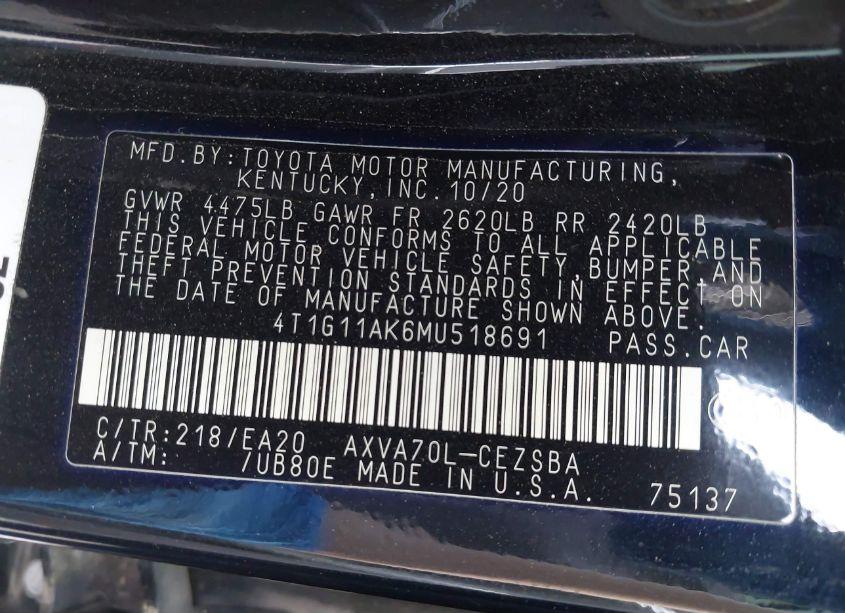 MFD.BY:TOYOTA MOTOR MANUFACTURING,
KENTUCKY,INC.10/20
GVWR 4475LB GAWR FR 2620LB RR 2420LB
THIS VEHICLE CONFORMS TO ALL APPLICABLE
FEDERAL MOTOR VEHICLE SAFETY,BUMPER,AND
THEFT PREVENTION STANDARDS IN EFFECT ON
THE DATE OF MANUFACTURE SHOWN ABOVE.
4T1G11AK6MU518691 PASS.CAR
C/TR:218/EA20 AXVA70L-CEZSBA
A/TM: /UB80E MADE IN U.S.A. 75137